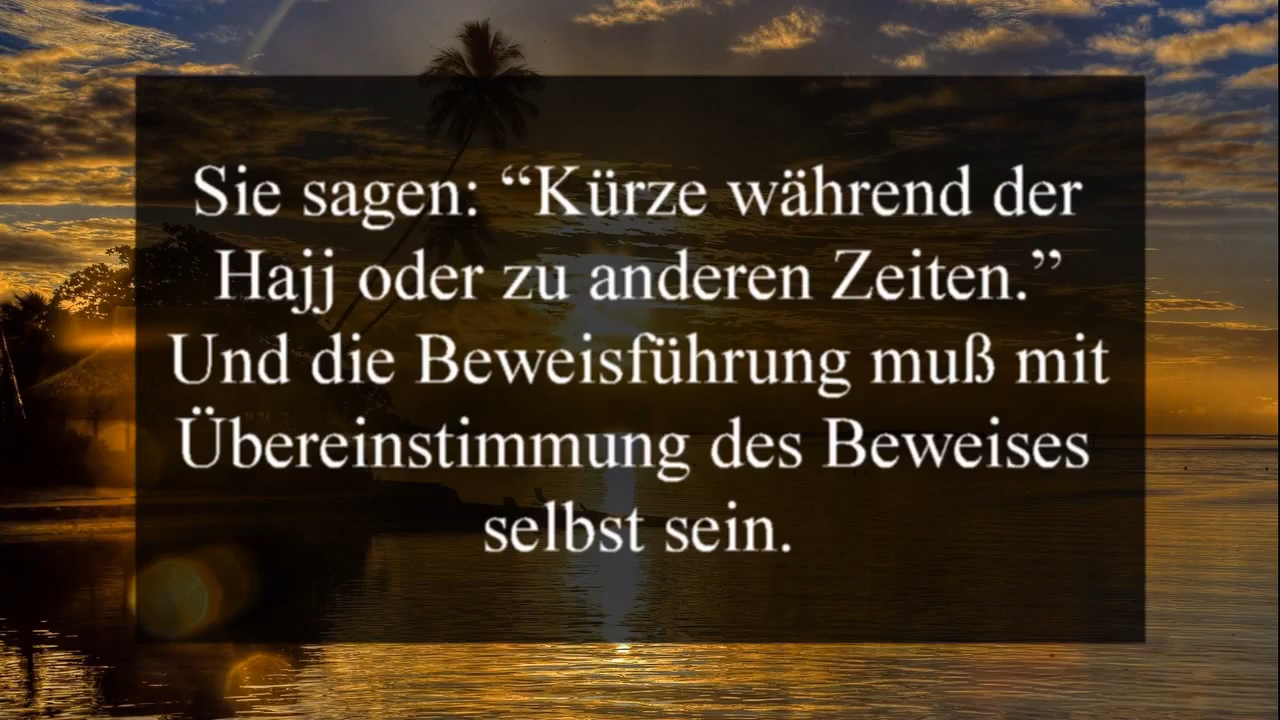 Sie sagen: “Kürze während der
Hajj oder zu anderen Zeiten.”
Und die Beweisführung muß mit
Übereinstimmung des Beweises
selbst sein.